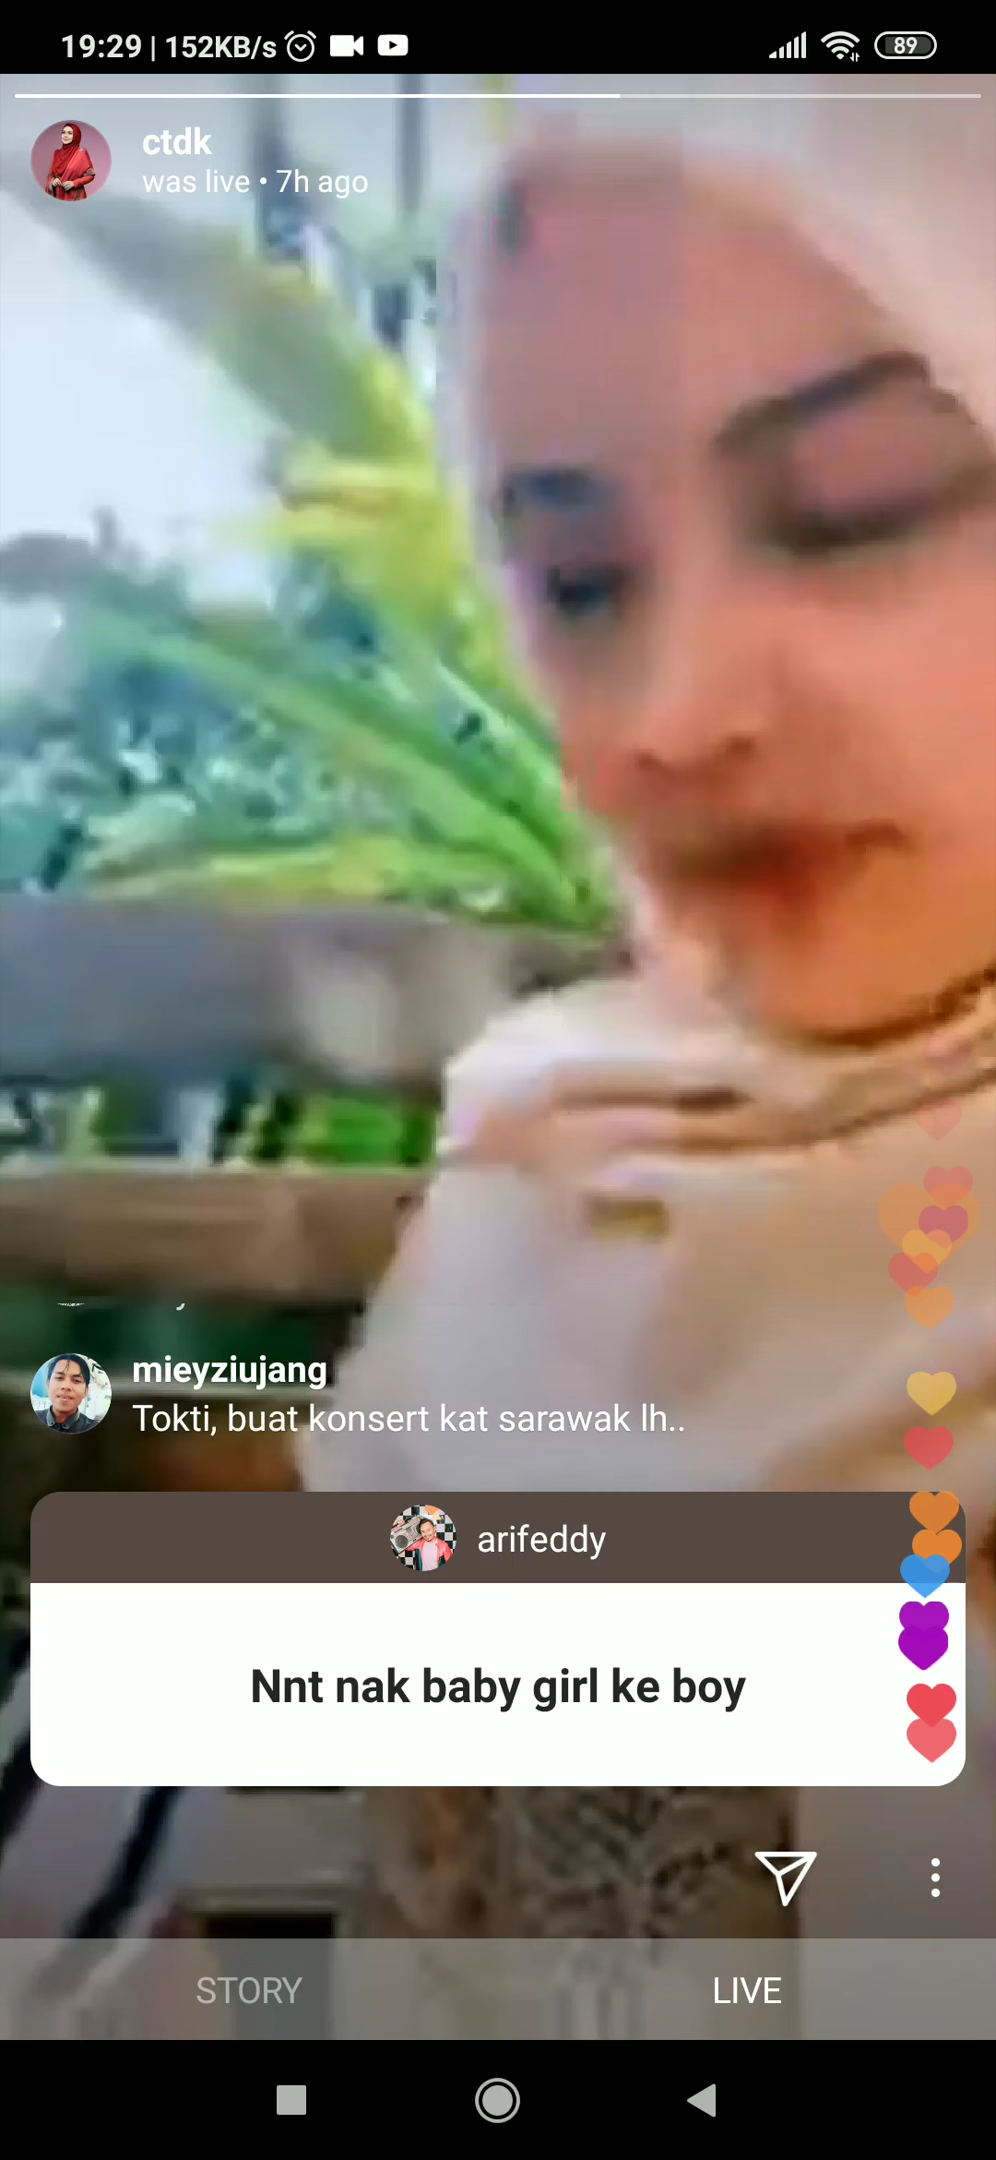 19:29 | 152KB/s
89
ctdk
was live • 7h ago
mieyziujang
Tokti, buat konsert kat sarawak lh..
arifeddy
Nnt nak baby girl ke boy
STORY
LIVE